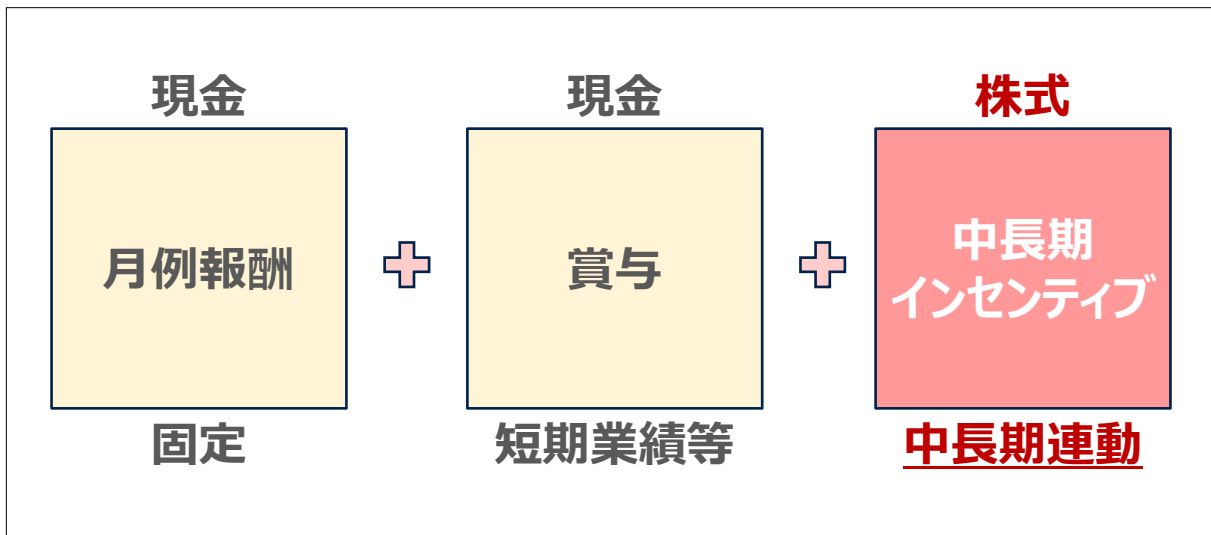 現金
月例報酬
固定
現金
賞与
短期業績等
株式
中長期
インセンティブ
中長期連動